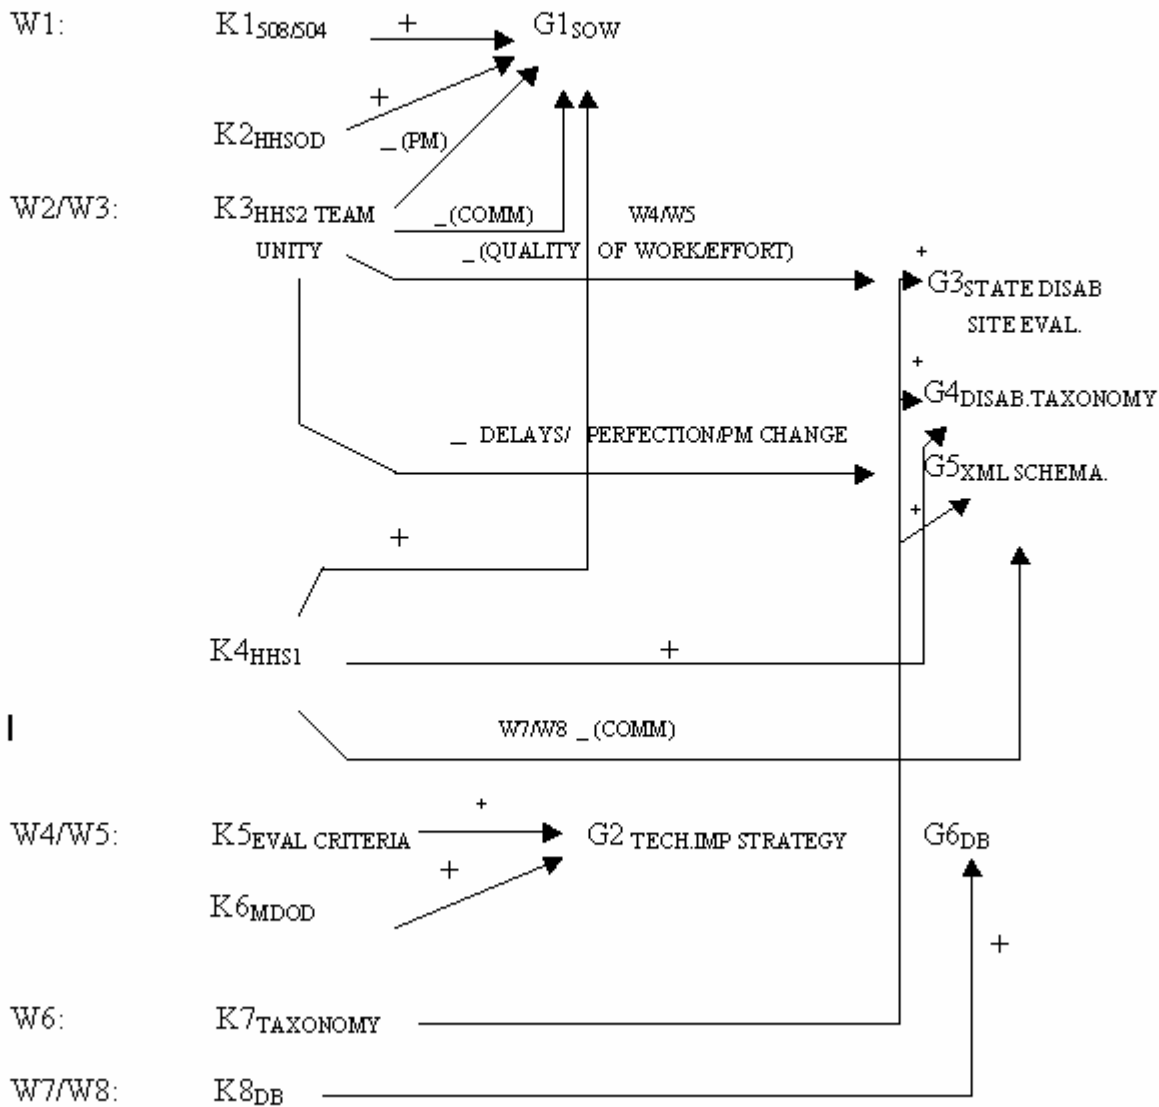 W1: K1508/504 + G1SOW
+
K2HHSOD _ (PM)
W2/W3: K3HHS2 TEAM _ (COMM) W4/W5
UNITY _ (QUALITY OF WORK/EFFORT) +
G3STATE DISAB
SITE EVAL.
+
G4DISAB.TAXONOMY
_ DELAYS/ PERFECTION/PM CHANGE
G5XML SCHEMA.
+
+
K4HHS1 +
I
W7/W8 _ (COMM)
+
W4/W5: K5EVAL CRITERIA G2 TECH.IMP STRATEGY G6DB
+
K6MDOD
+
W6: K7TAXONOMY
W7/W8: K8DB